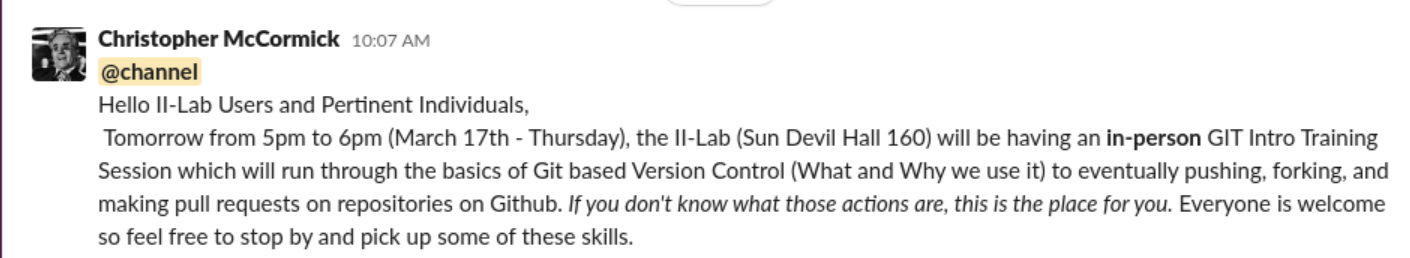 Christopher McCormick 10:07 AM
@channel
Hello II-Lab Users and Pertinent Individuals,
Tomorrow from 5pm to 6pm (March 17th - Thursday), the II-Lab (Sun Devil Hall 160) will be having an in-person GIT Intro Training
Session which will run through the basics of Git based Version Control (What and Why we use it) to eventually pushing, forking, and
making pull requests on repositories on Github. If you don't know what those actions are, this is the place for you. Everyone is welcome
so feel free to stop by and pick up some of these skills.